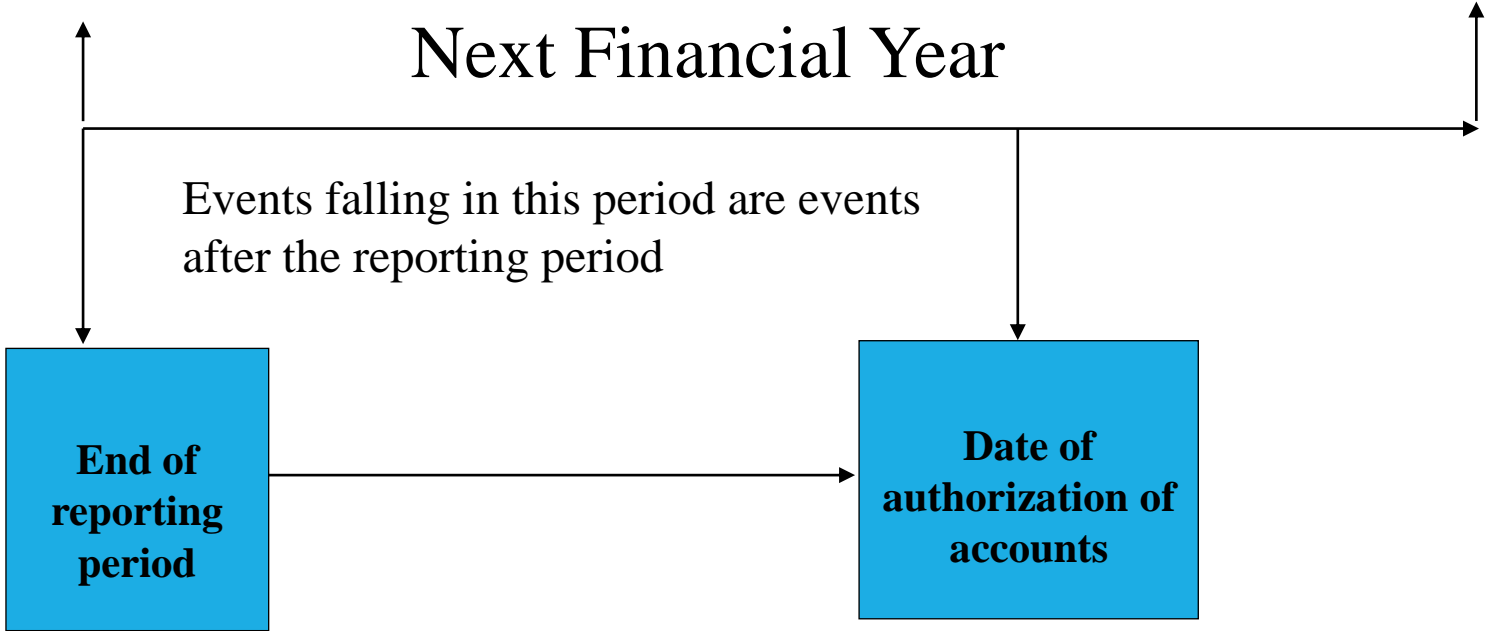 Next Financial Year
Events falling in this period are events
after the reporting period
End of
reporting
period
Date of
authorization of
accounts